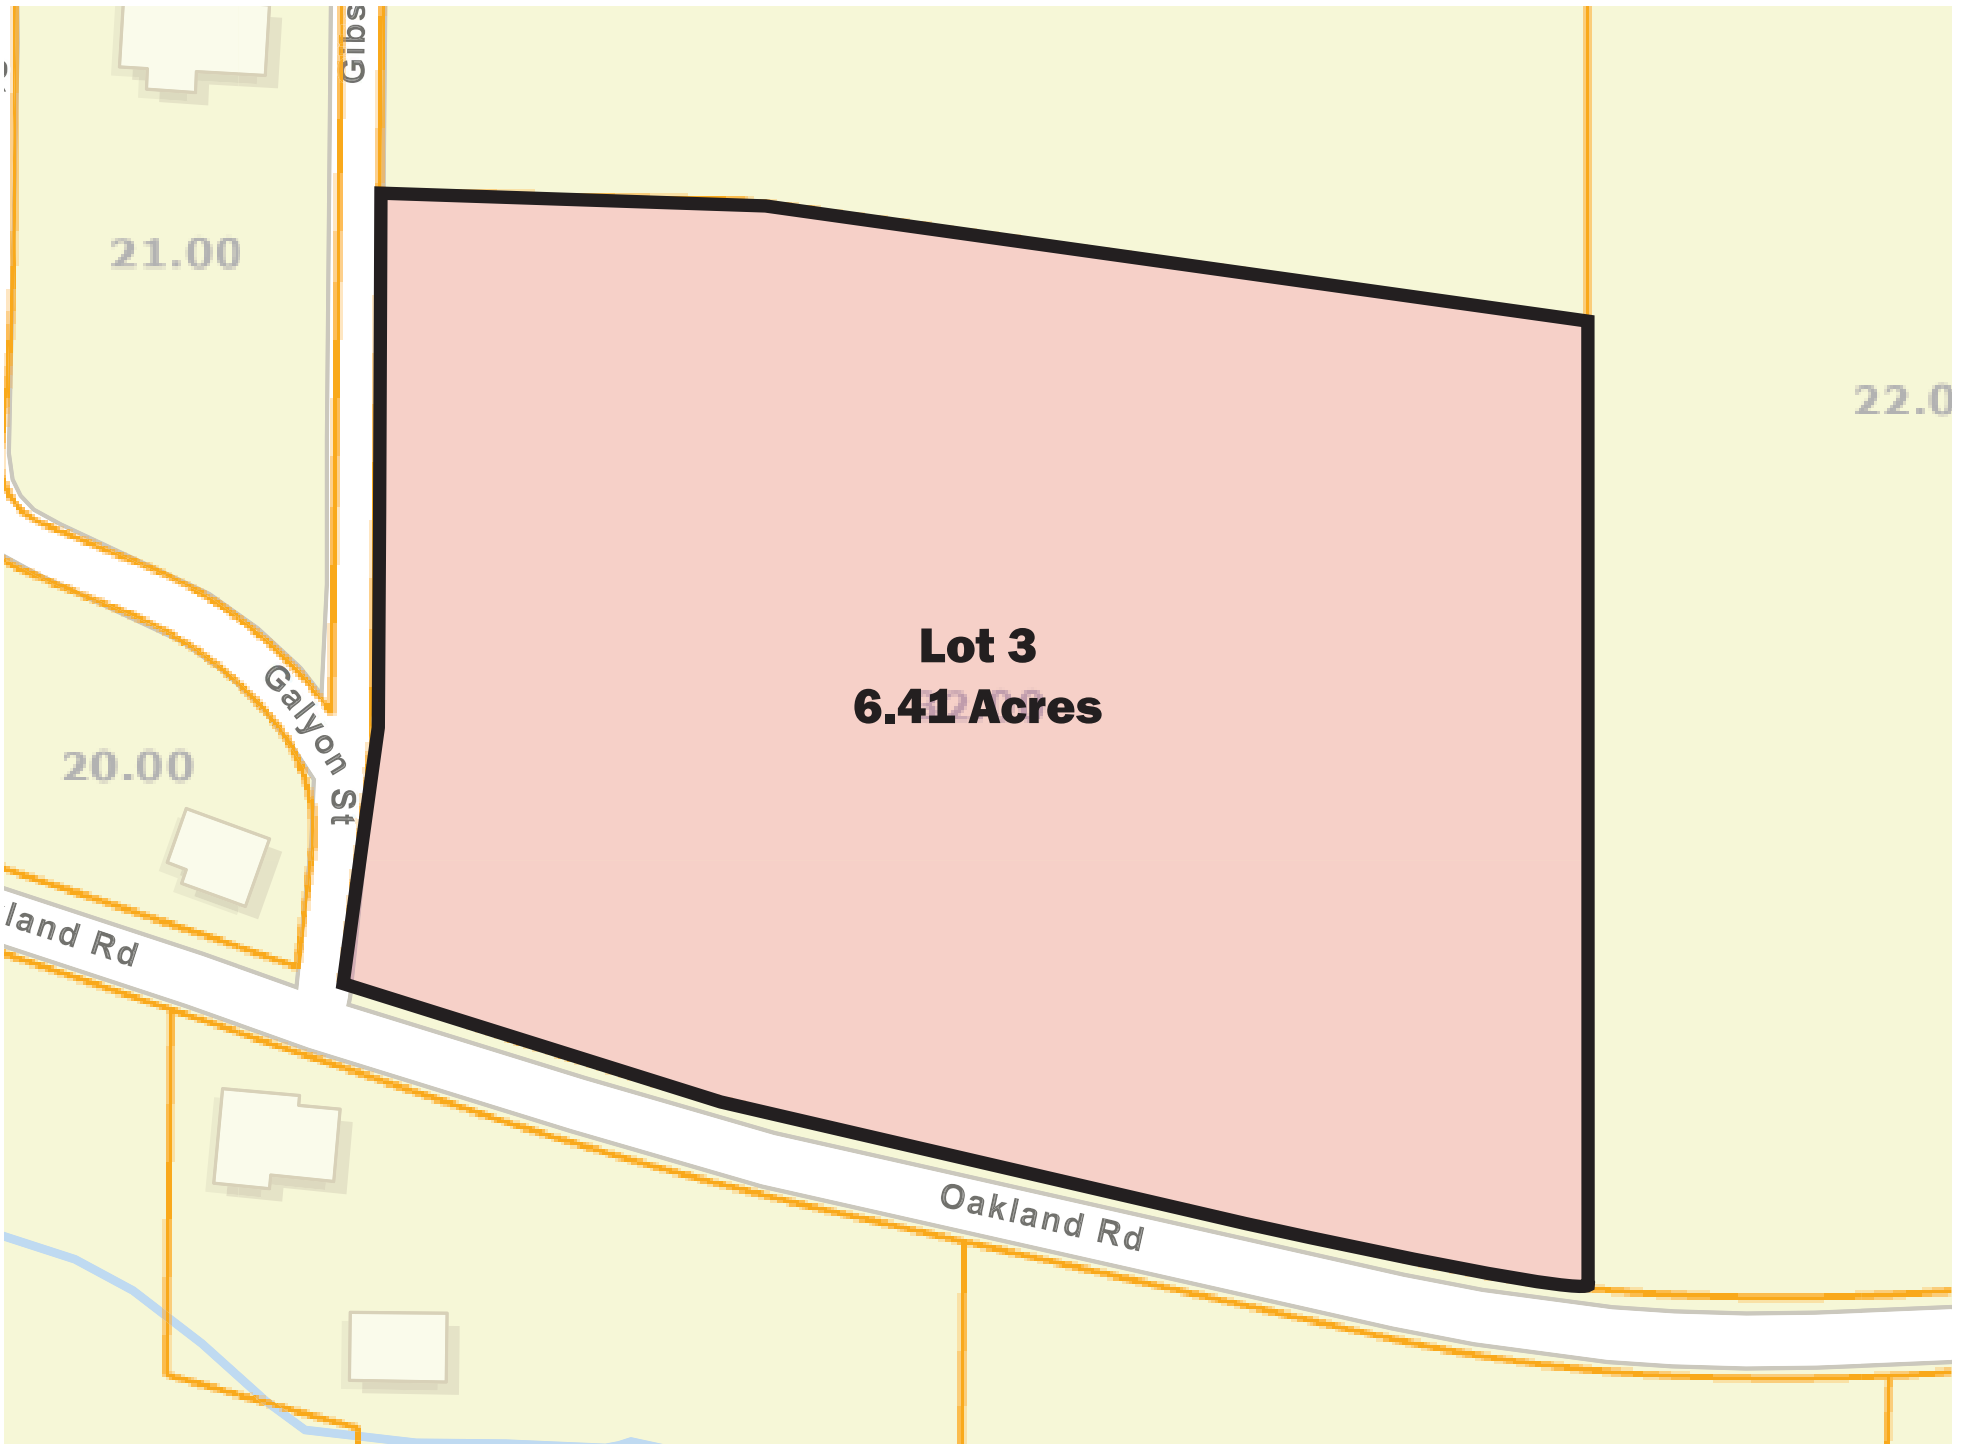 Gibs
21.00
22.0
Lot 3
6.41 Acres
Galyon St
20.00
land Rd
Oakland Rd